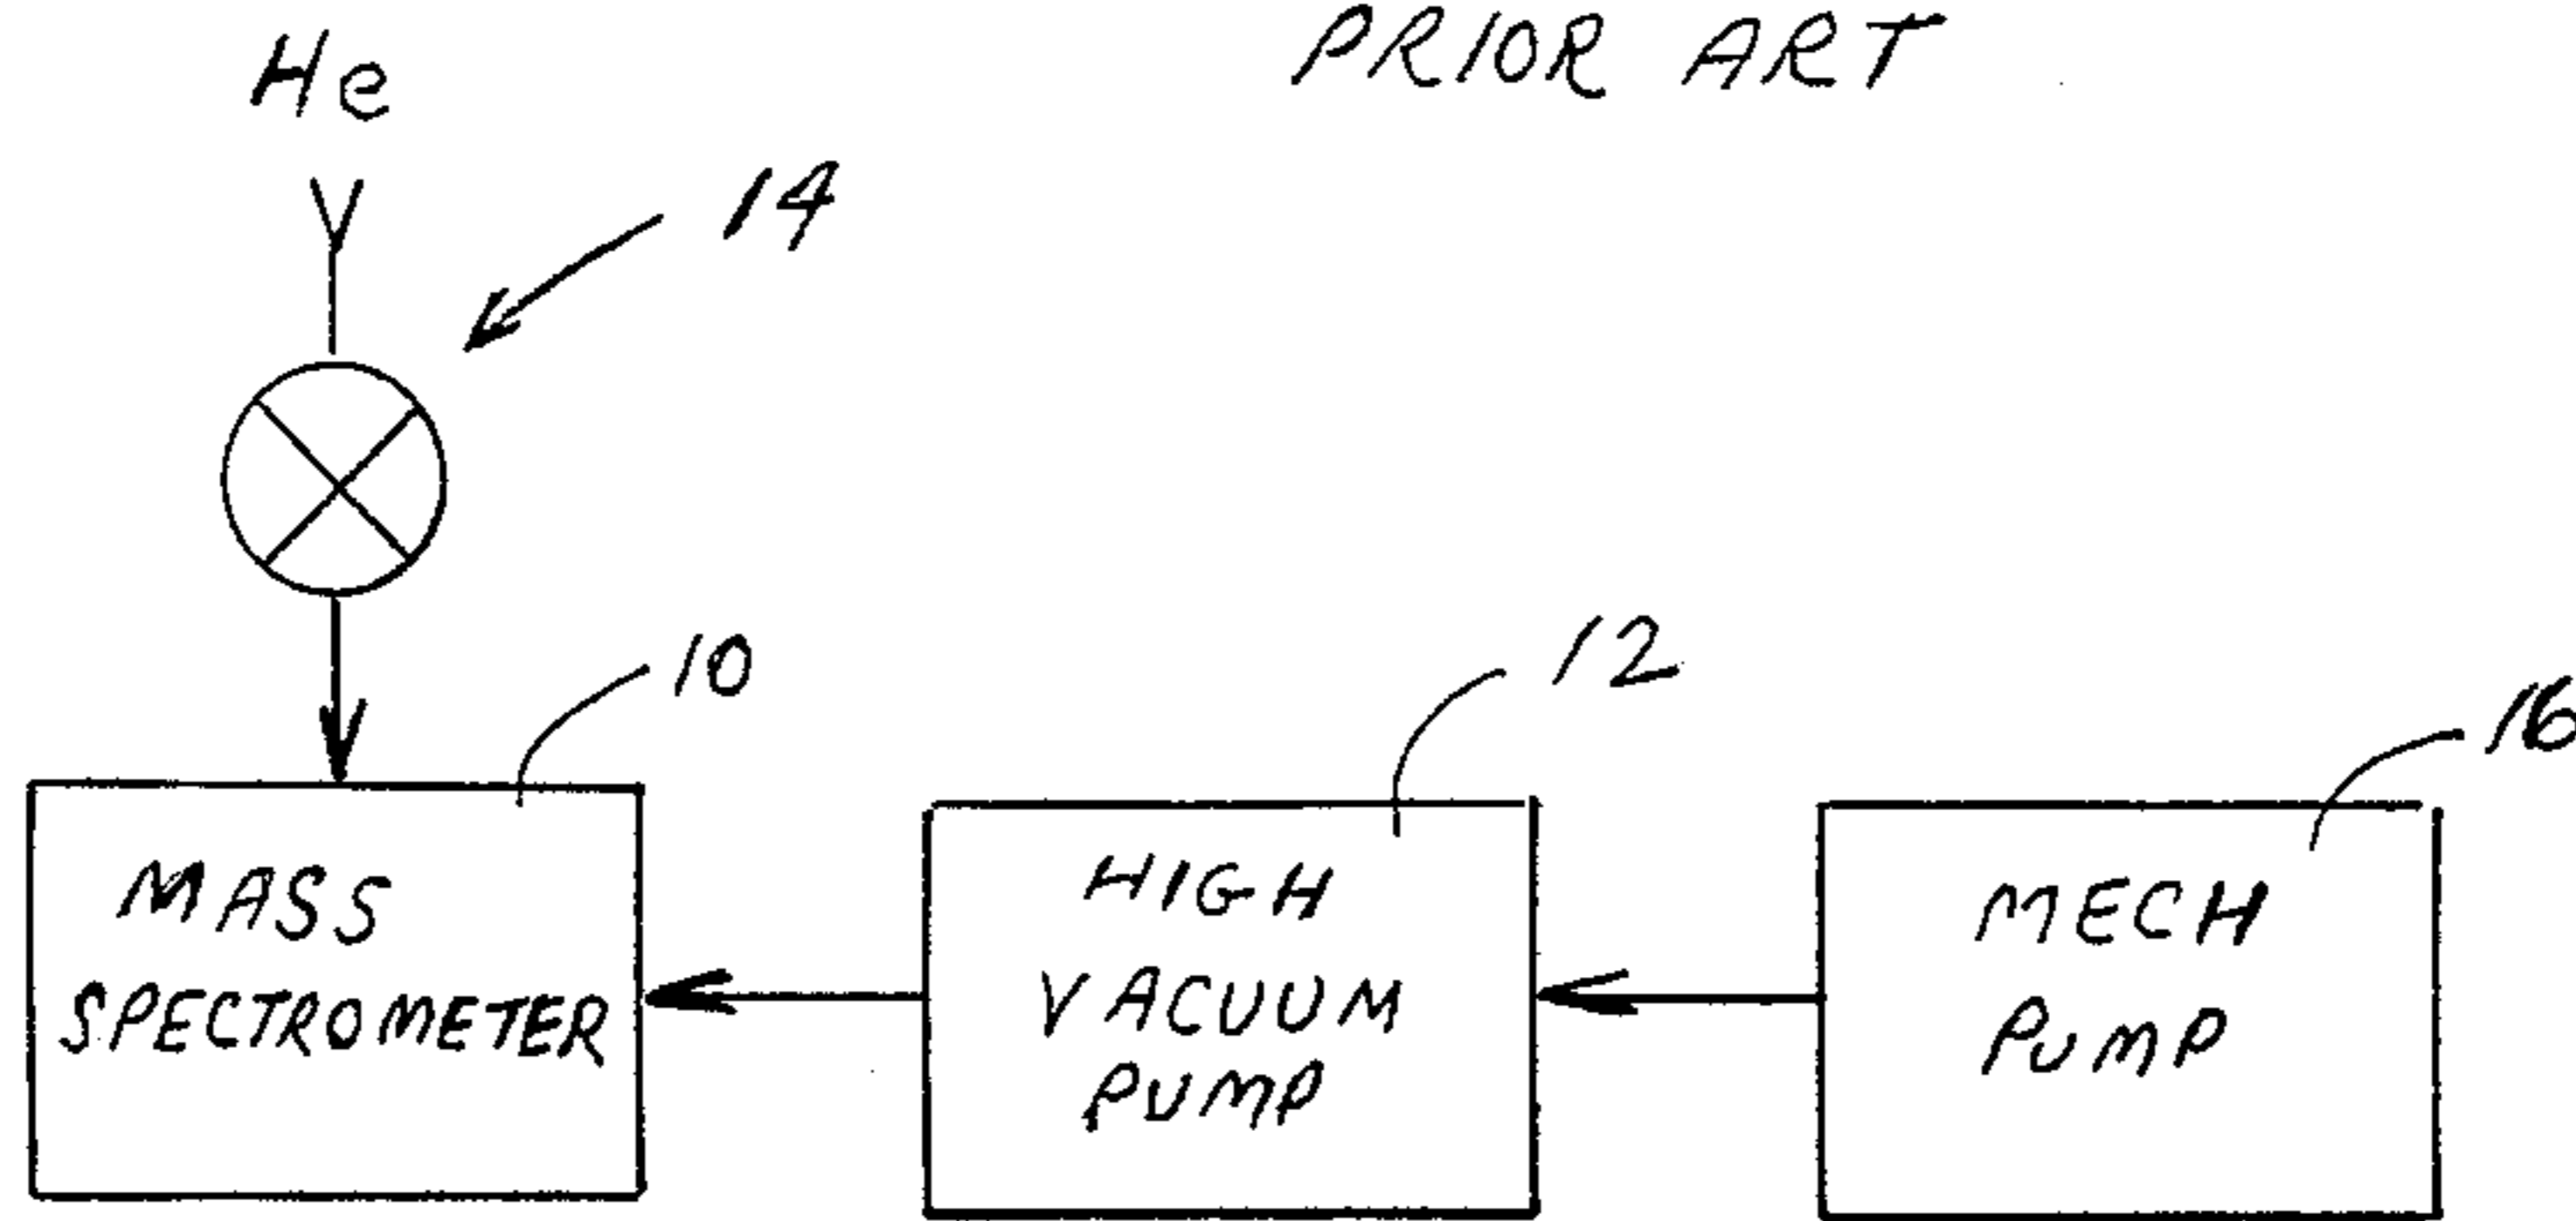 PRIOR ART
He
14
10
12
16
MASS
SPECTROMETER
HIGH
VACUUM
PUMP
MECH
PUMP